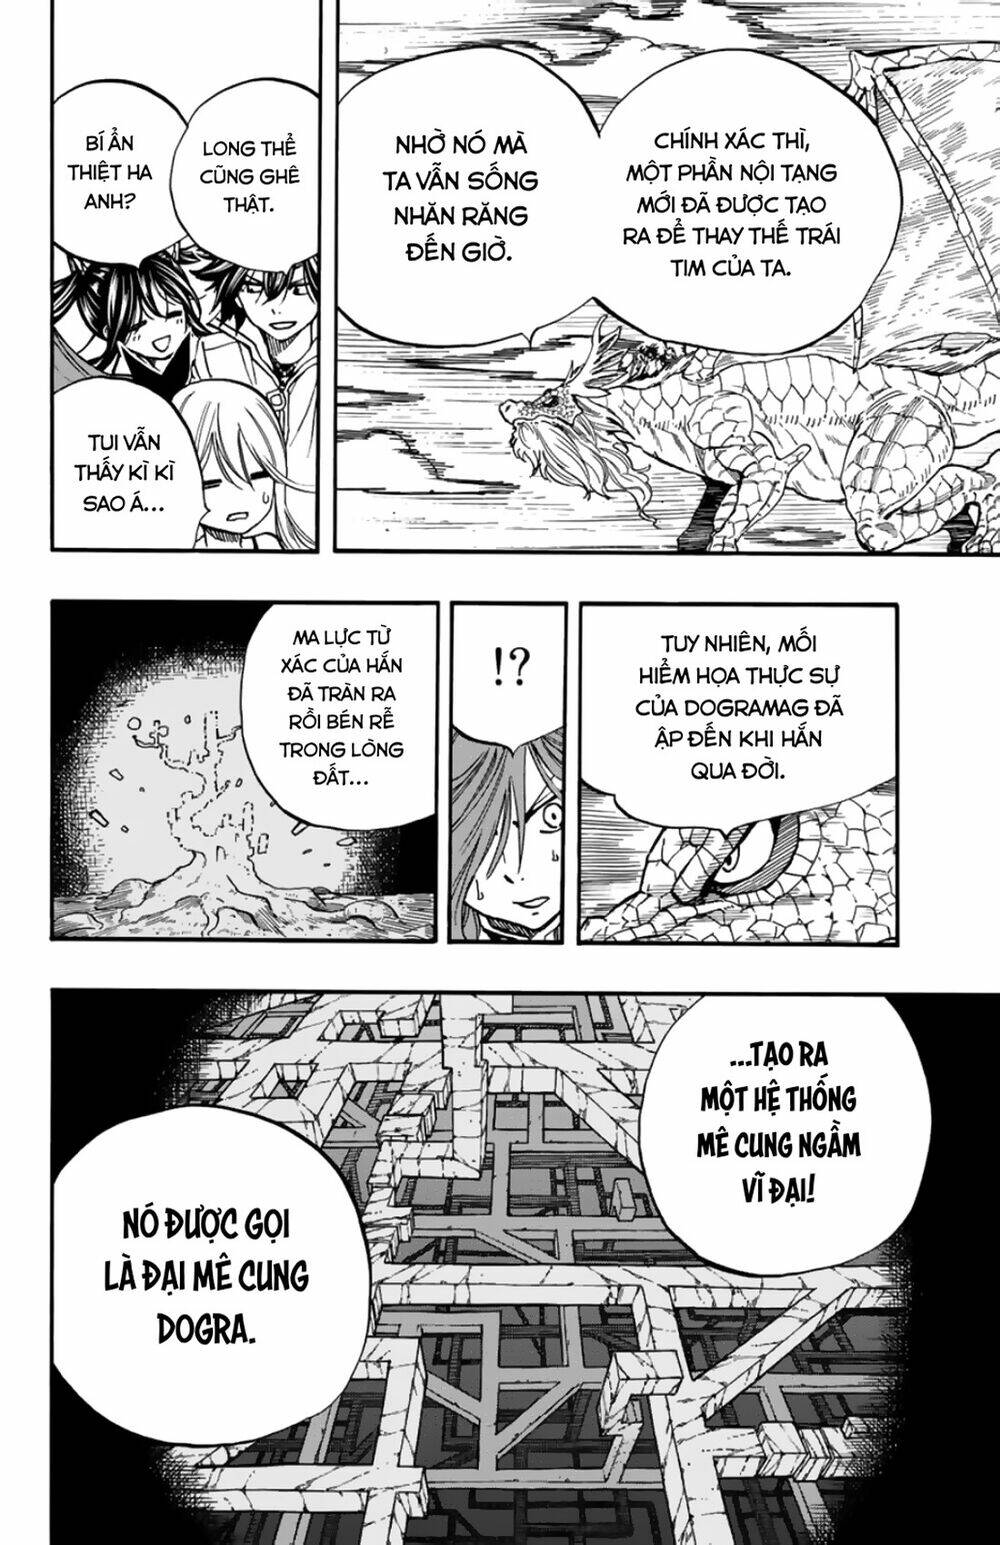 CHÍNH XÁC THÌ,
MỘT PHẦN NỘI TẠNG
MỚI ĐÃ ĐƯỢC TẠO
RA ĐỂ THAY THẾ TRÁI
TIM CỦA TA.
NHỜ NÓ MÀ
TA VẪN SỐNG
NHĂN RĂNG
ĐẾN GIỜ.
LONG THỂ
CŨNG GHÊ
THẬT.
BÍ ẨN
THIỆT HA
ANH?
TUI VẪN
THẤY KÌ KÌ
SAO Á...
TUY NHIÊN, MỐI
HIỂM HỌA THỰC SỰ
CỦA DOGRAMAG ĐÃ
ẬP ĐẾN KHI HẮN
QUA ĐỜI.
!?
MA LỰC TỪ
XÁC CỦA HẮN
ĐÃ TRÀN RA
RỒI BÉN RỄ
TRONG LÒNG
ĐẤT...
...TẠO RA
MỘT HỆ THỐNG
MÊ CUNG NGẦM
VĨ ĐẠI!
NÓ ĐƯỢC GỌI
LÀ ĐẠI MÊ CUNG
DOGRA.